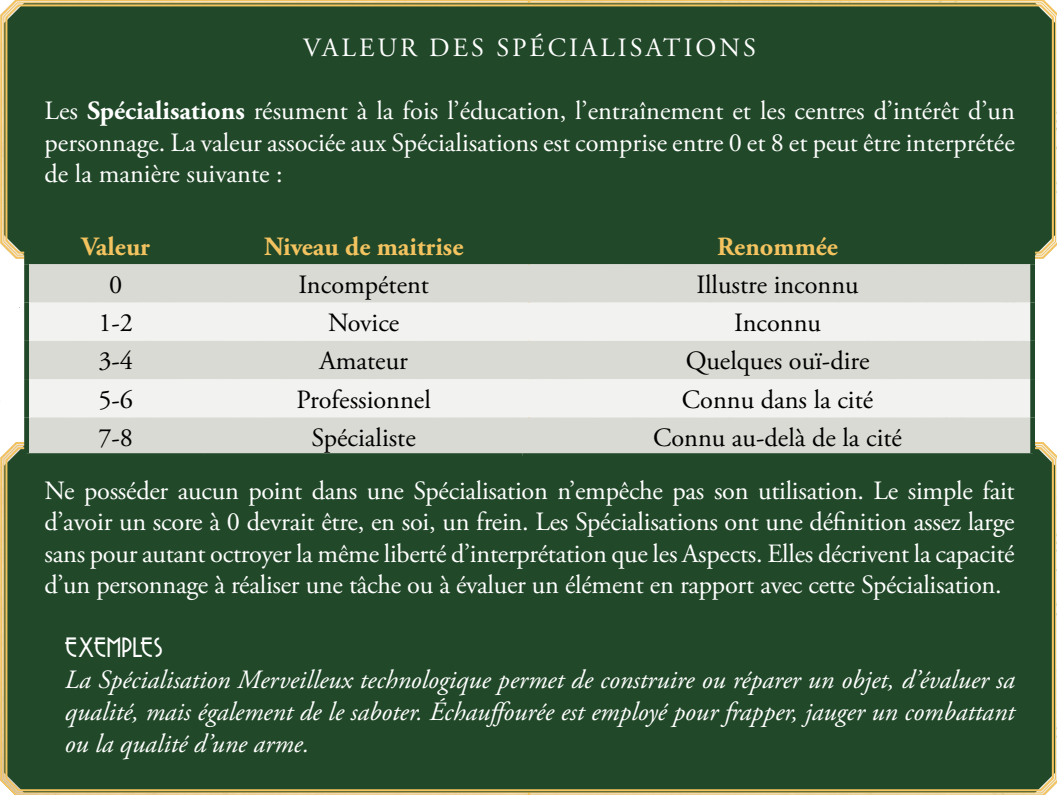 VALEUR DES SPÉCIALISATIONS
Les Spécialisations résument à la fois l'éducation, l'entraînement et les centres d'intérêt d'un
personnage. La valeur associée aux Spécialisations est comprise entre 0 et 8 et peut être interprétée
de la manière suivante :
Valeur Niveau de maitrise Renommée
0 Incompétent Illustre inconnu
1-2 Novice Inconnu
3-4 Amateur Quelques ouï-dire
5-6 Professionnel Connu dans la cité
7-8 Spécialiste Connu au-delà de la cité
Ne posséder aucun point dans une Spécialisation n'empêche pas son utilisation. Le simple fait
d'avoir un score à 0 devrait être, en soi, un frein. Les Spécialisations ont une définition assez large
sans pour autant octroyer la même liberté d'interprétation que les Aspects. Elles décrivent la capacité
d'un personnage à réaliser une tâche ou à évaluer un élément en rapport avec cette Spécialisation.
EXEMPLES
La Spécialisation Merveilleux technologique permet de construire ou réparer un objet, d'évaluer sa
qualité, mais également de le saboter. Échauffourée est employé pour frapper, jauger un combattant
ou la qualité d'une arme.